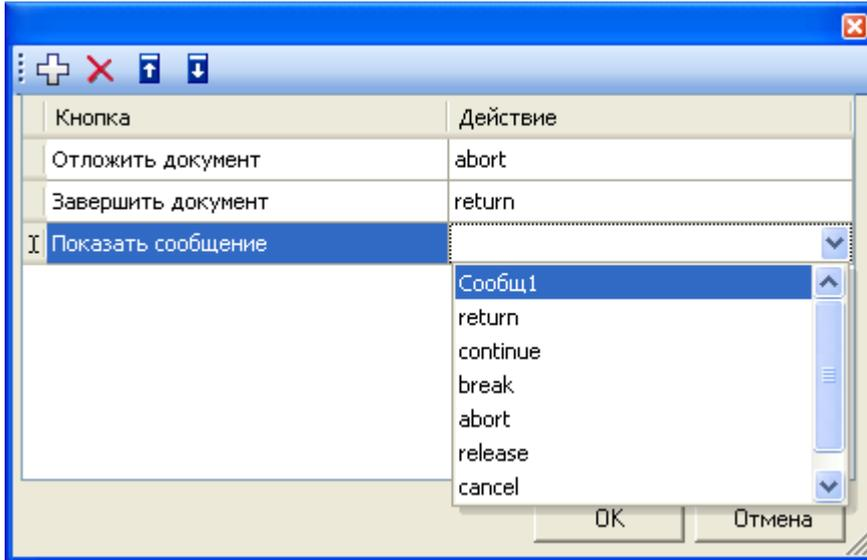 Кнопка Действие
Отложить документ abort
Завершить документ return
Показать сообщение
Сообщ1
return
continue
break
abort
release
cancel
OK Отмена